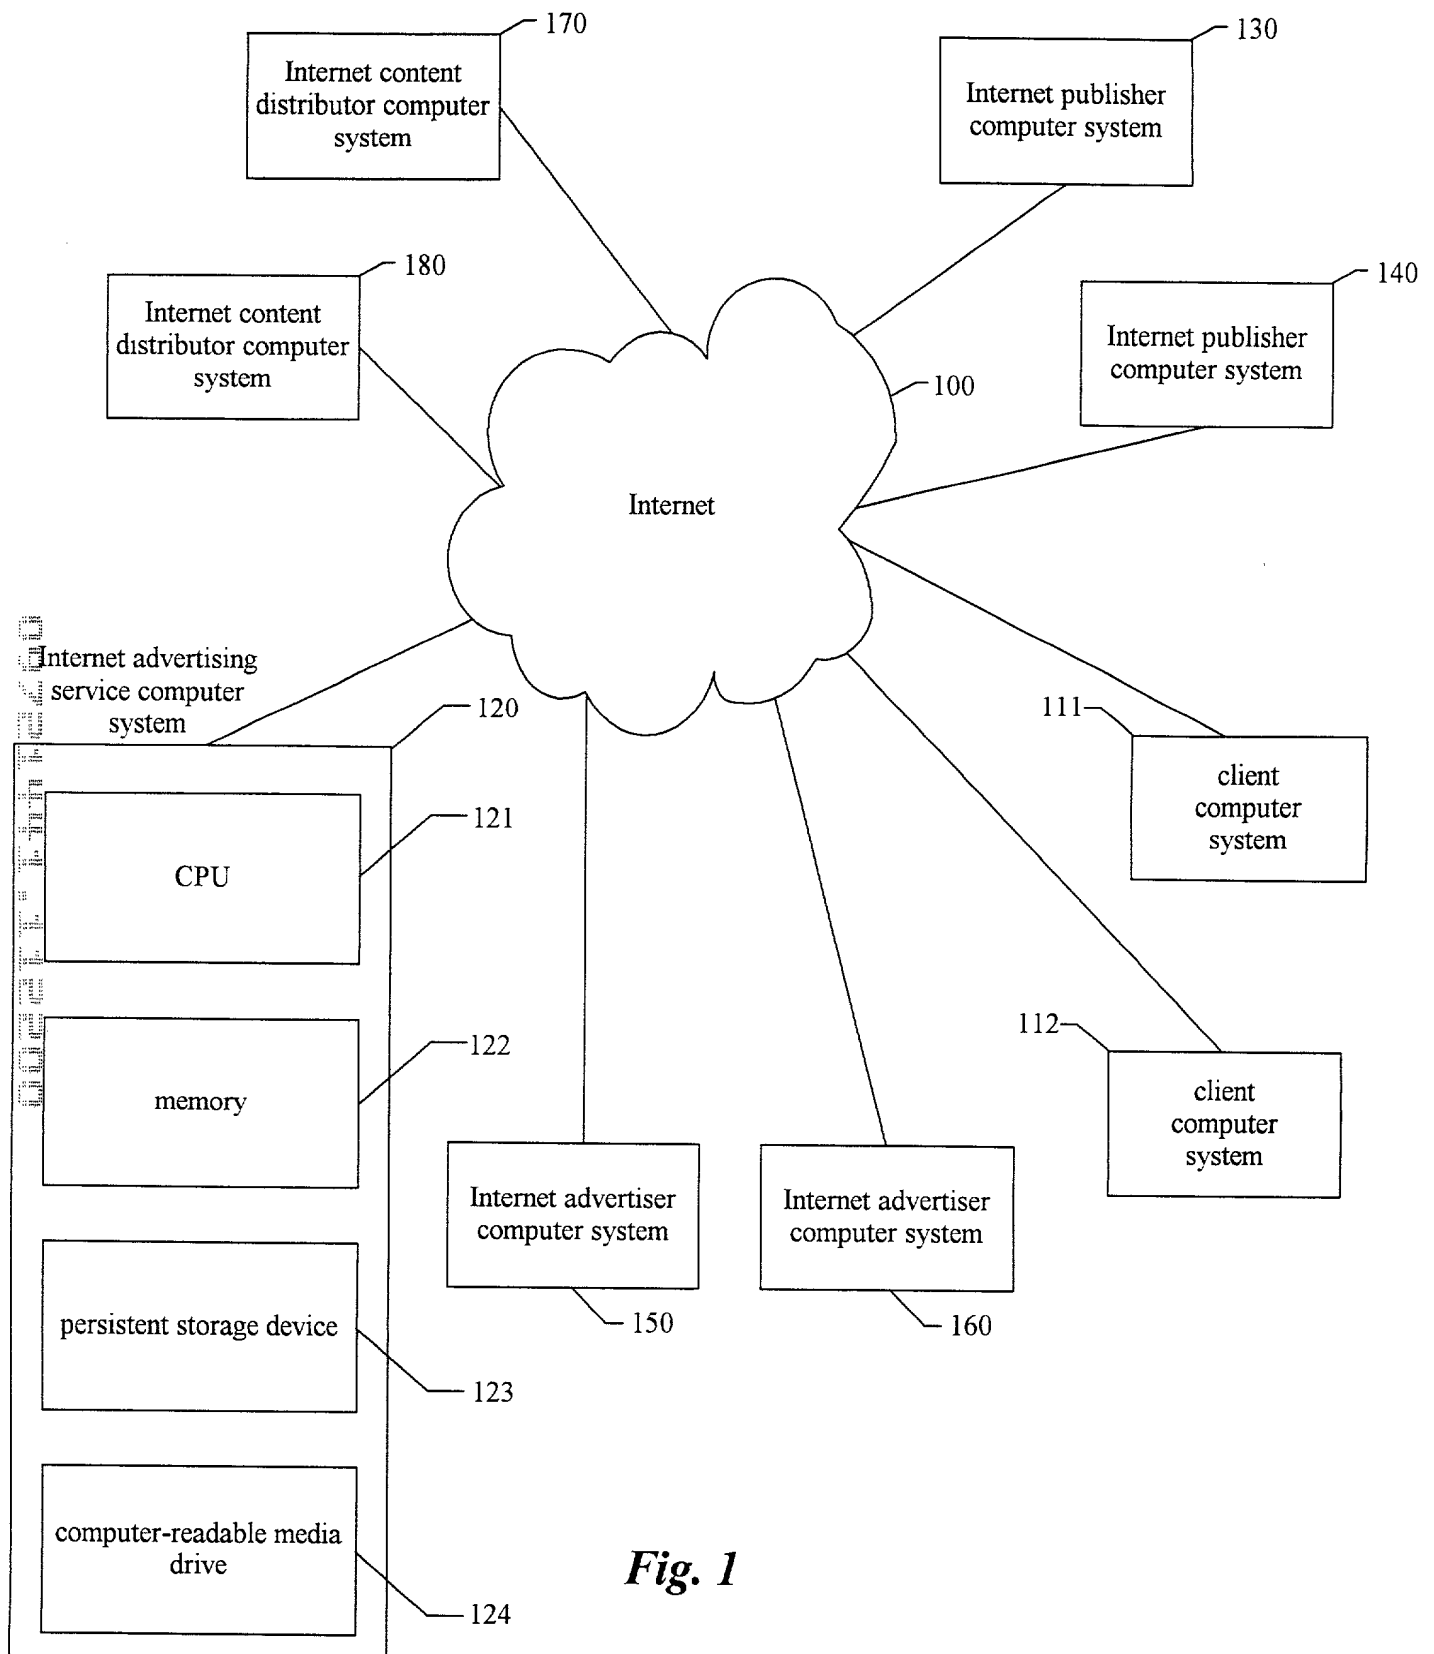 170
Internet content
distributor computer
system
130
Internet publisher
computer system
180
Internet content
distributor computer
system
140
Internet publisher
computer system
100
Internet
Internet advertising
service computer
system
120
111
client
computer
system
CPU
121
112
client
computer
system
memory
122
Internet advertiser
computer system
150
Internet advertiser
computer system
160
persistent storage device
123
computer-readable media
drive
124
Fig. 1